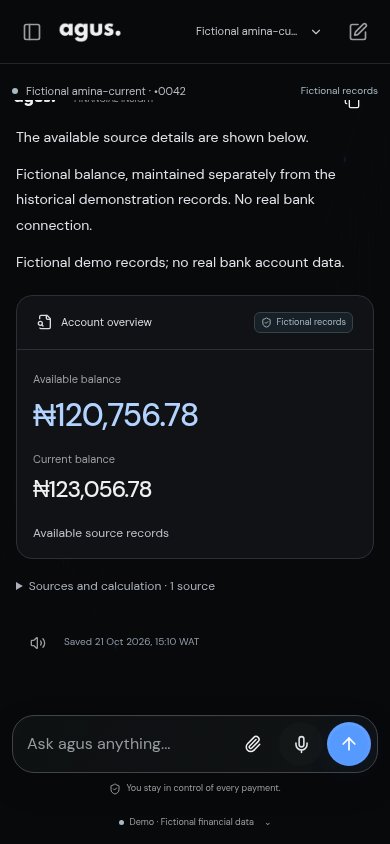 agus.
Fictional amina-cu...
Fictional amina-current · •0042
Fictional records
agus.
The available source details are shown below.
Fictional balance, maintained separately from the
historical demonstration records. No real bank
connection.
Fictional demo records; no real bank account data.
Account overview
Fictional records
Available balance
₦120,756.78
Current balance
₦123,056.78
Available source records
Sources and calculation · 1 source
Saved 21 Oct 2026, 15:10 WAT
Ask agus anything...
You stay in control of every payment.
Demo · Fictional financial data